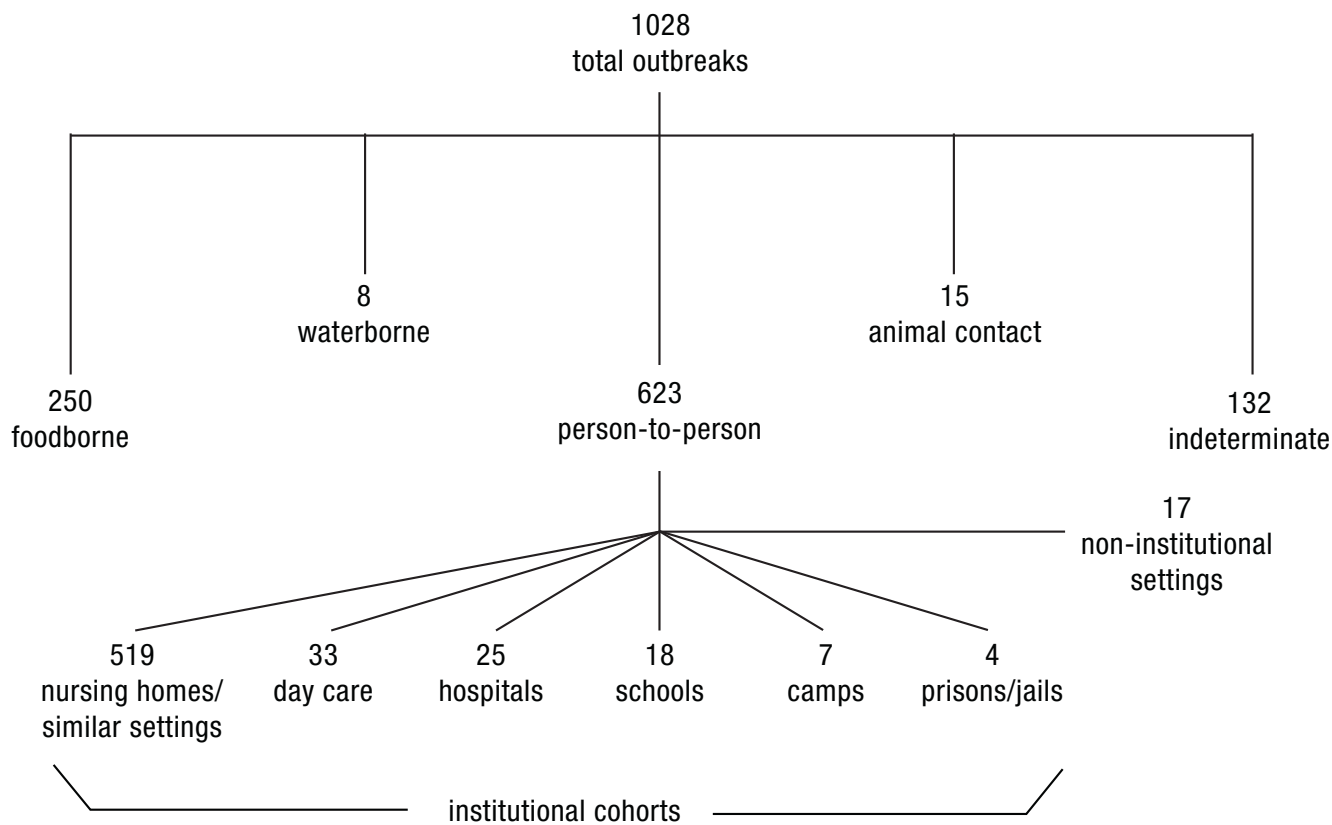 1028
total outbreaks
8
waterborne
15
animal contact
250
foodborne
623
person-to-person
132
indeterminate
17
non-institutional
settings
519
nursing homes/
similar settings
33
day care
25
hospitals
18
schools
7
camps
4
prisons/jails
institutional cohorts